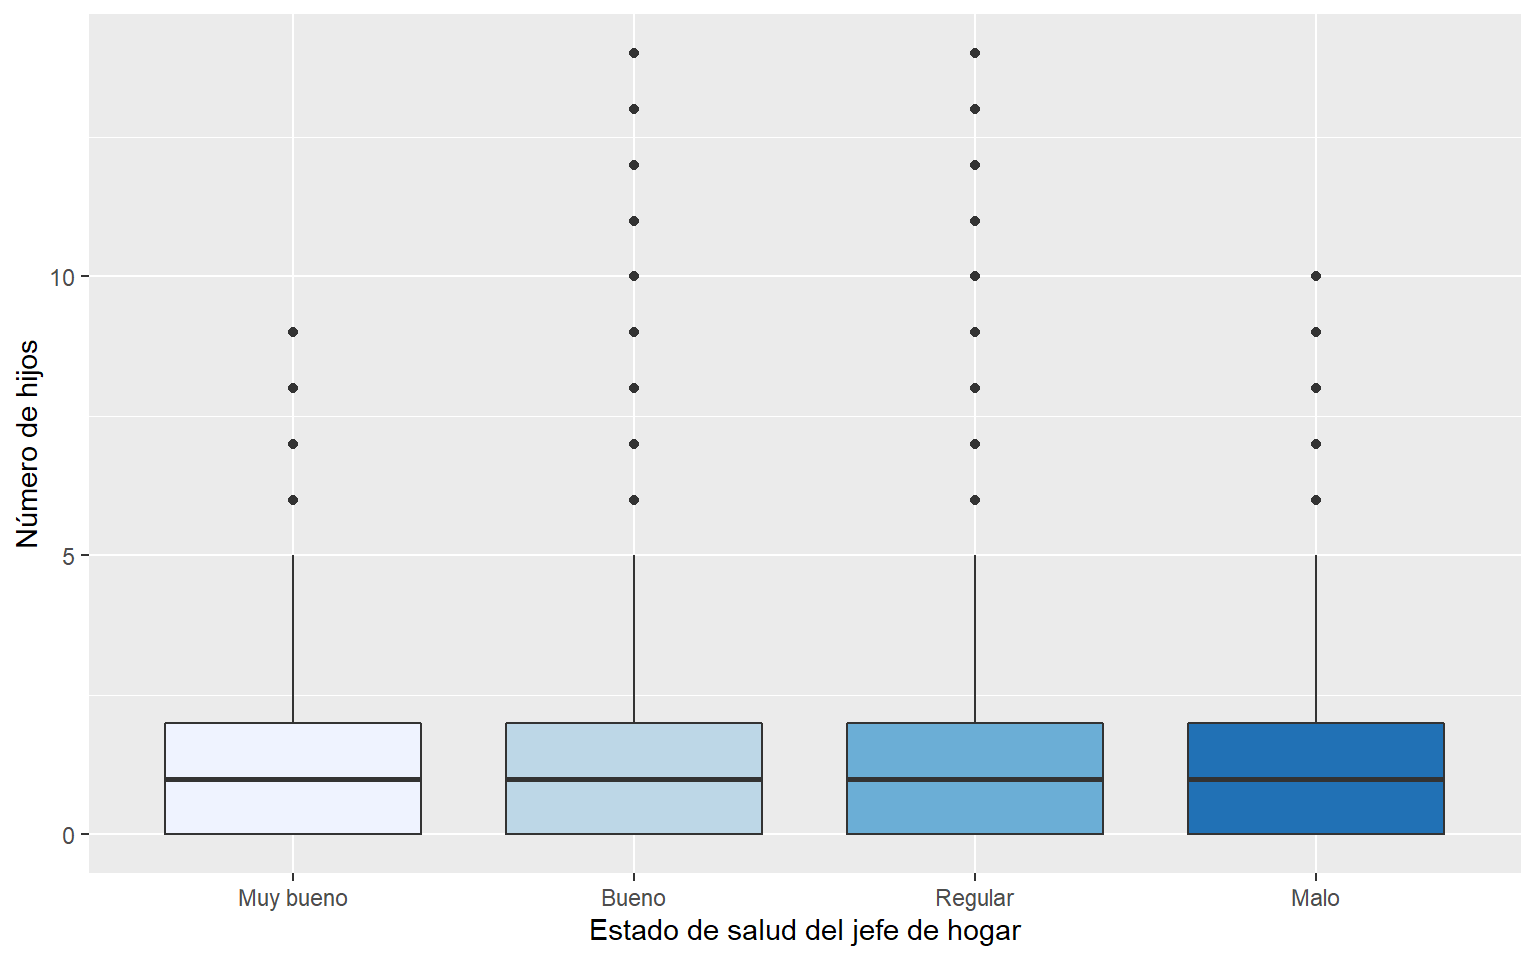 Número de hijos
10
5
0
Muy bueno
Bueno
Regular
Malo
Estado de salud del jefe de hogar